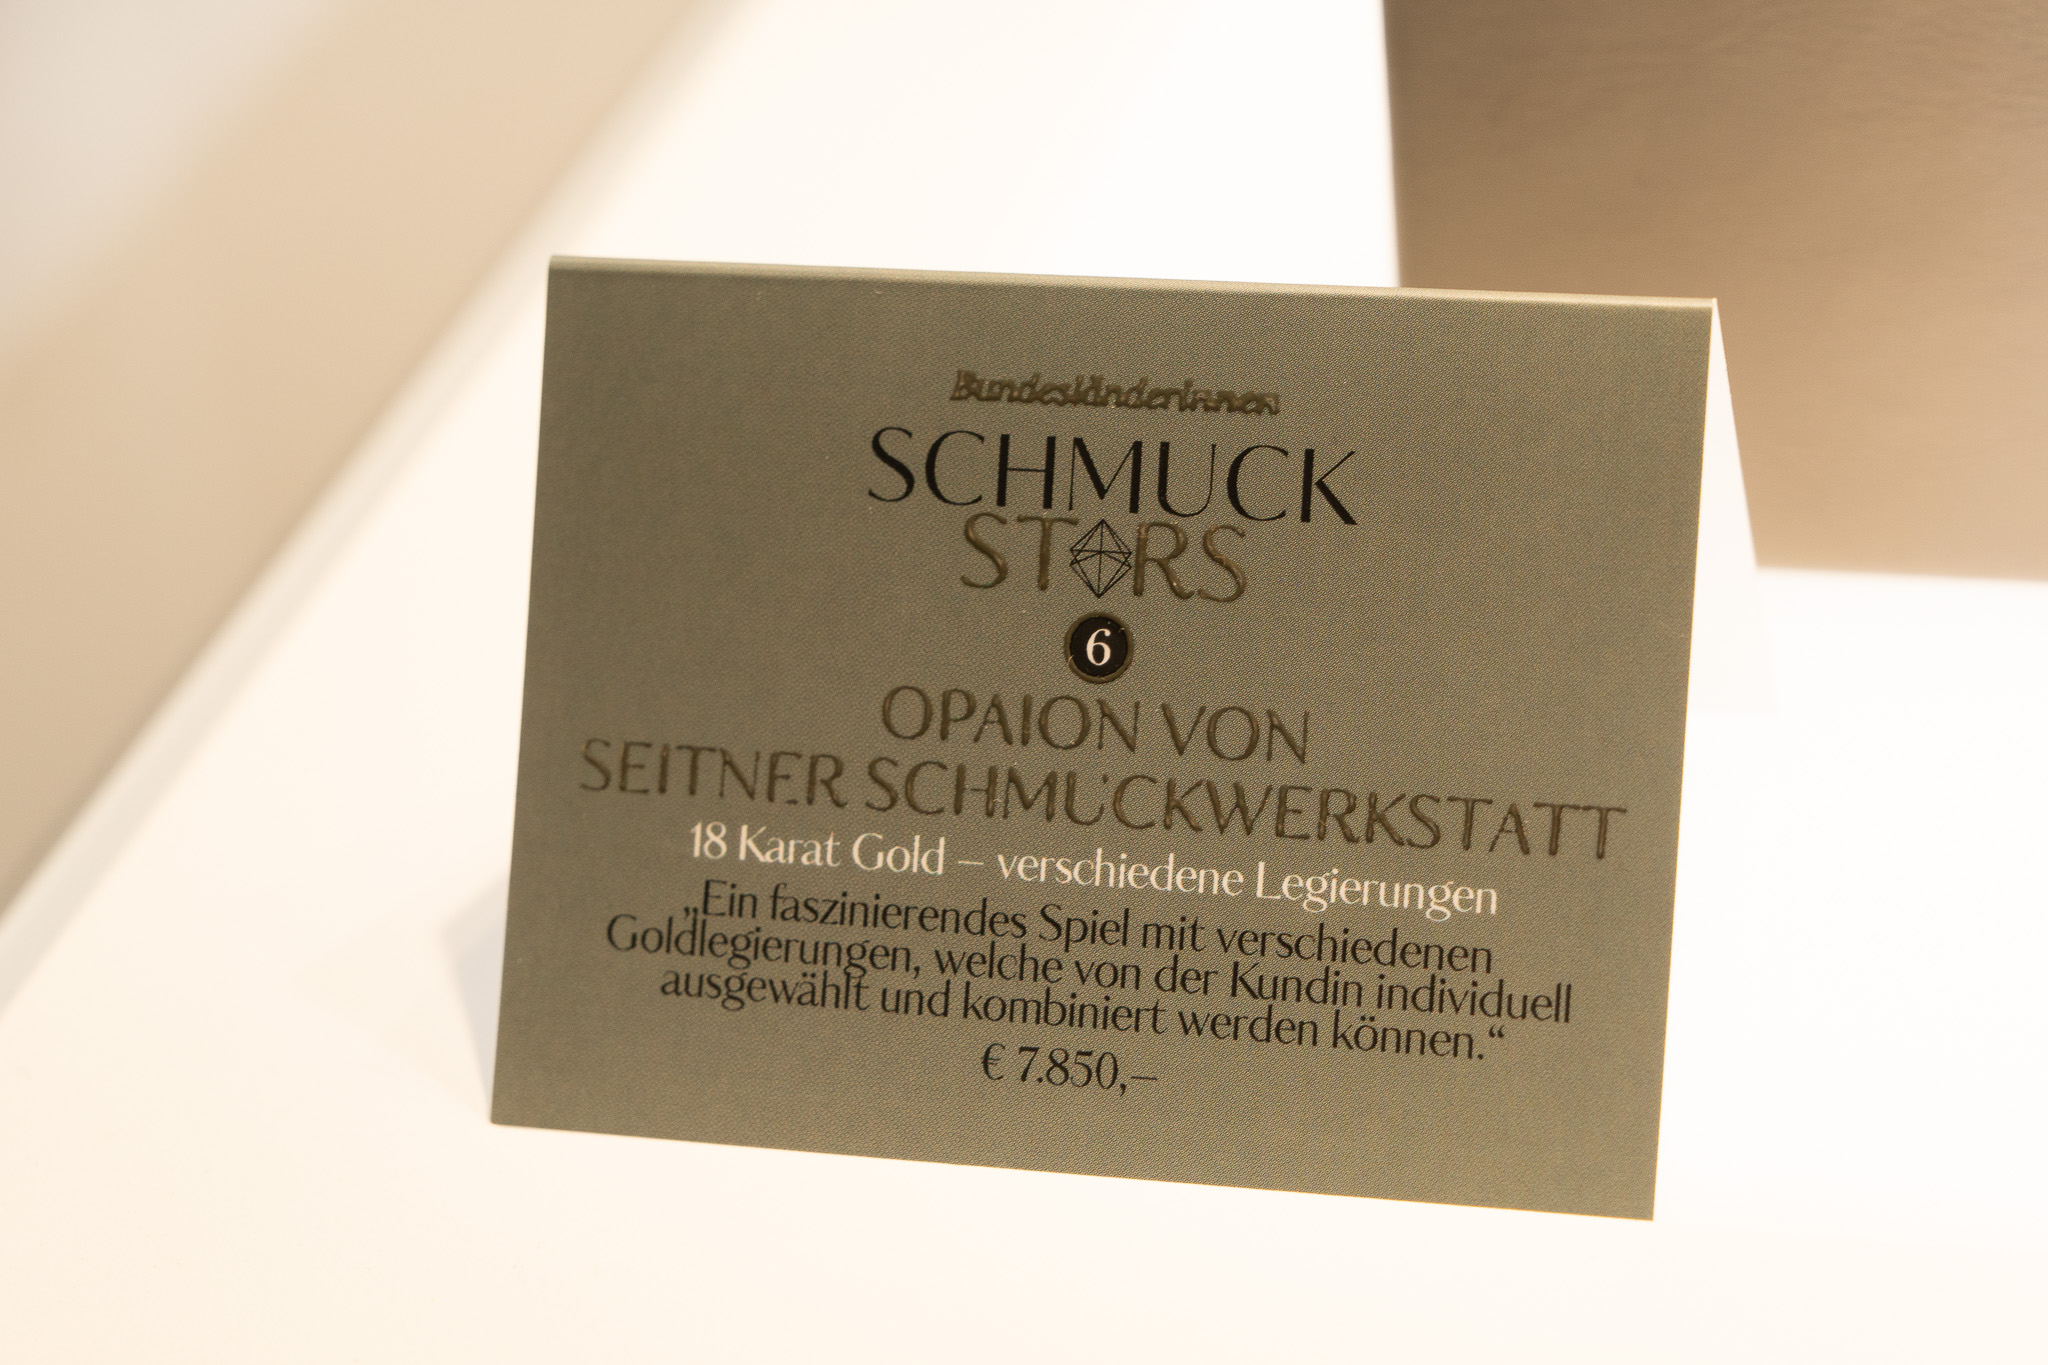 Bundesländerinnen
SCHMUCK
STARS
6
OPAION VON
SEITNER SCHMUCKWERKSTATT
18 Karat Gold – verschiedene Legierungen
„Ein faszinierendes Spiel mit verschiedenen
Goldlegierungen, welche von der Kundin individuell
ausgewählt und kombiniert werden können.“
€ 7.850,–